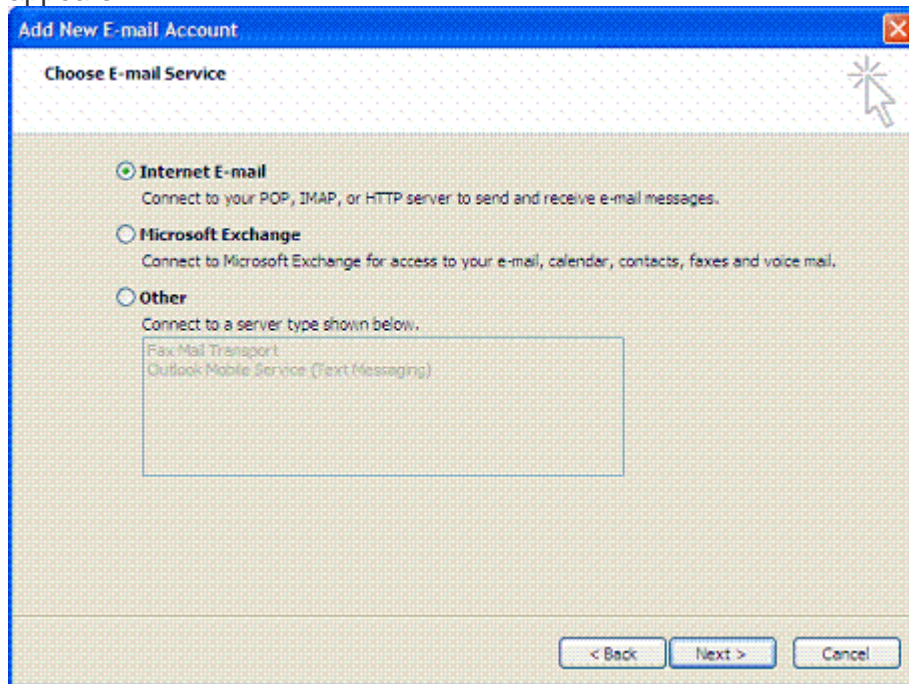 Add New E-mail Account
Choose E-mail Service
Internet E-mail
Connect to your POP, IMAP, or HTTP server to send and receive e-mail messages.
Microsoft Exchange
Connect to Microsoft Exchange for access to your e-mail, calendar, contacts, faxes and voice mail.
Other
Connect to a server type shown below.
Fax Mail Transport
Outlook Mobile Service (Text Messaging)
< Back Next > Cancel